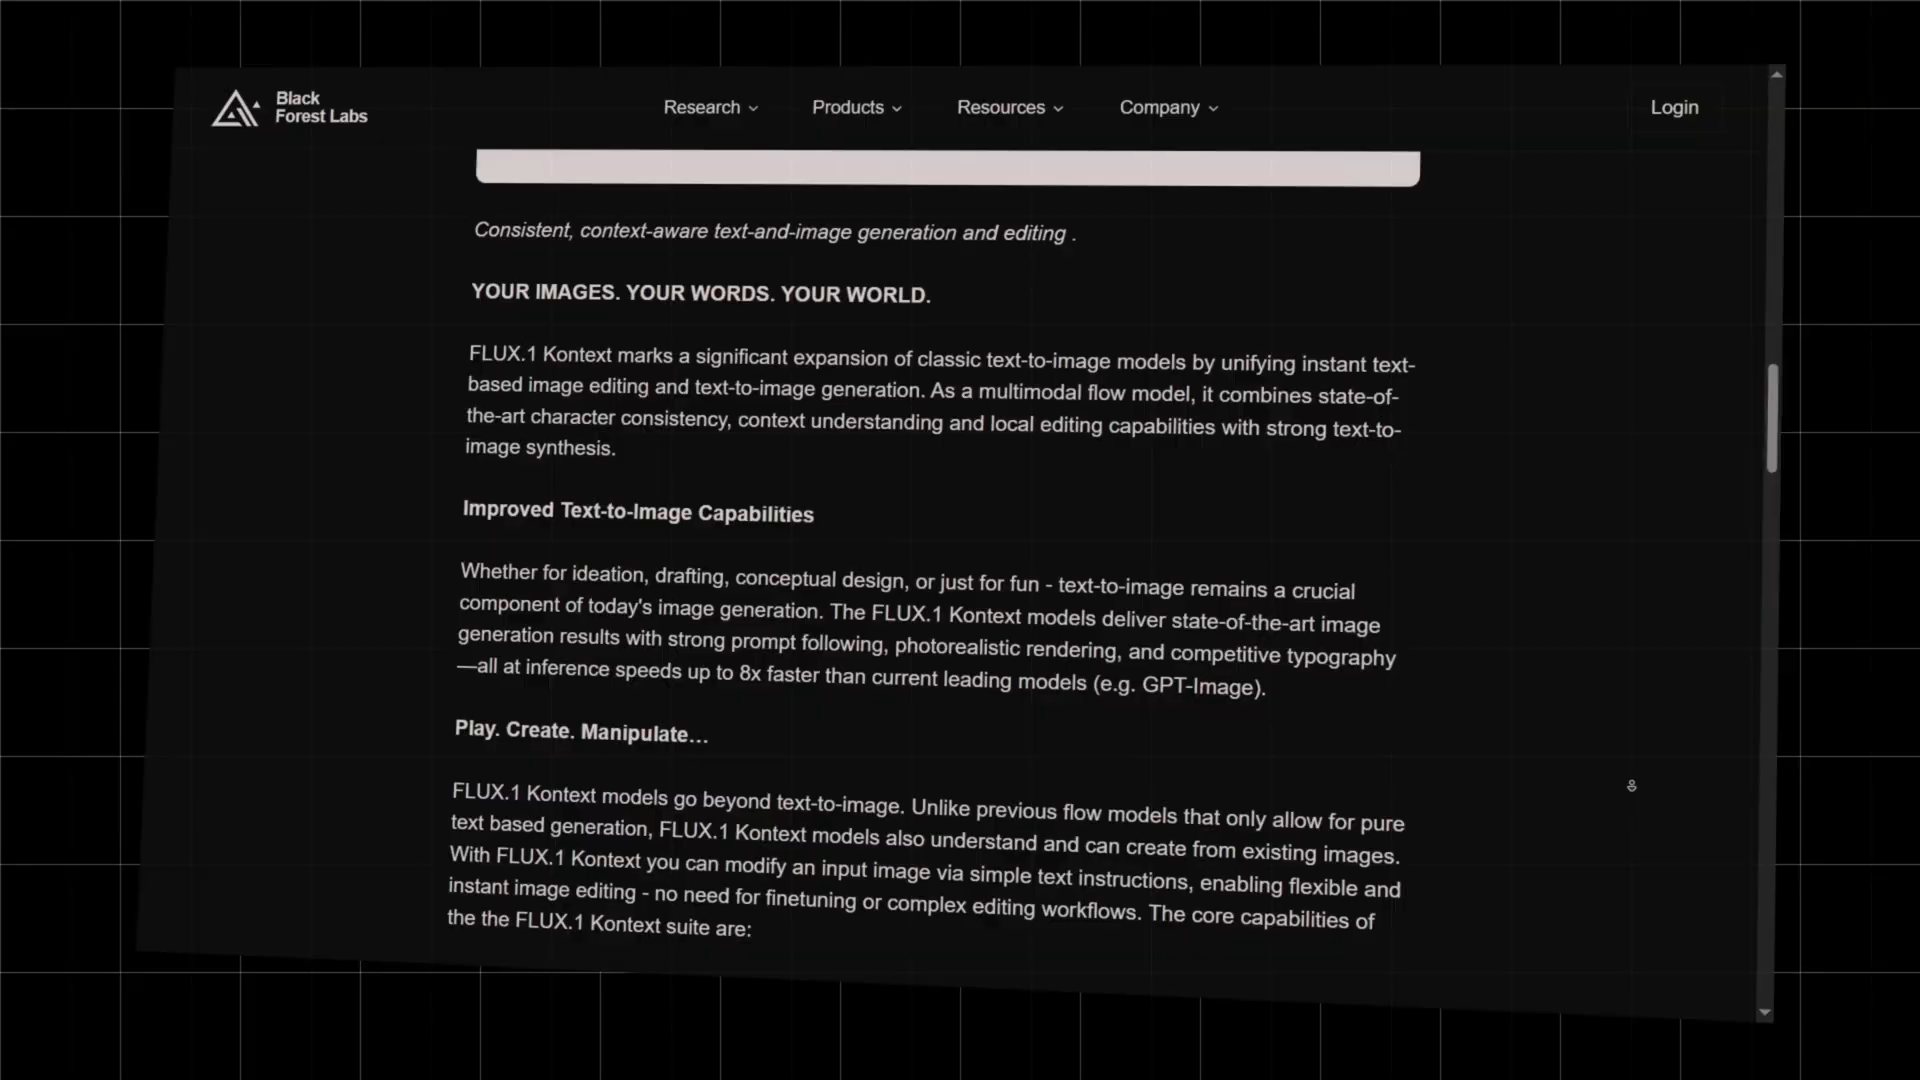 Black
Forest Labs
Research
Products
Resources
Company
Login
Consistent, context-aware text-and-image generation and editing .
YOUR IMAGES. YOUR WORDS. YOUR WORLD.
FLUX.1 Kontext marks a significant expansion of classic text-to-image models by unifying instant text-
based image editing and text-to-image generation. As a multimodal flow model, it combines state-of-
the-art character consistency, context understanding and local editing capabilities with strong text-to-
image synthesis.
Improved Text-to-Image Capabilities
Whether for ideation, drafting, conceptual design, or just for fun - text-to-image remains a crucial
component of today's image generation. The FLUX.1 Kontext models deliver state-of-the-art image
generation results with strong prompt following, photorealistic rendering, and competitive typography
—all at inference speeds up to 8x faster than current leading models (e.g. GPT-Image).
Play. Create. Manipulate…
FLUX.1 Kontext models go beyond text-to-image. Unlike previous flow models that only allow for pure
text based generation, FLUX.1 Kontext models also understand and can create from existing images.
With FLUX.1 Kontext you can modify an input image via simple text instructions, enabling flexible and
instant image editing - no need for finetuning or complex editing workflows. The core capabilities of
the the FLUX.1 Kontext suite are: